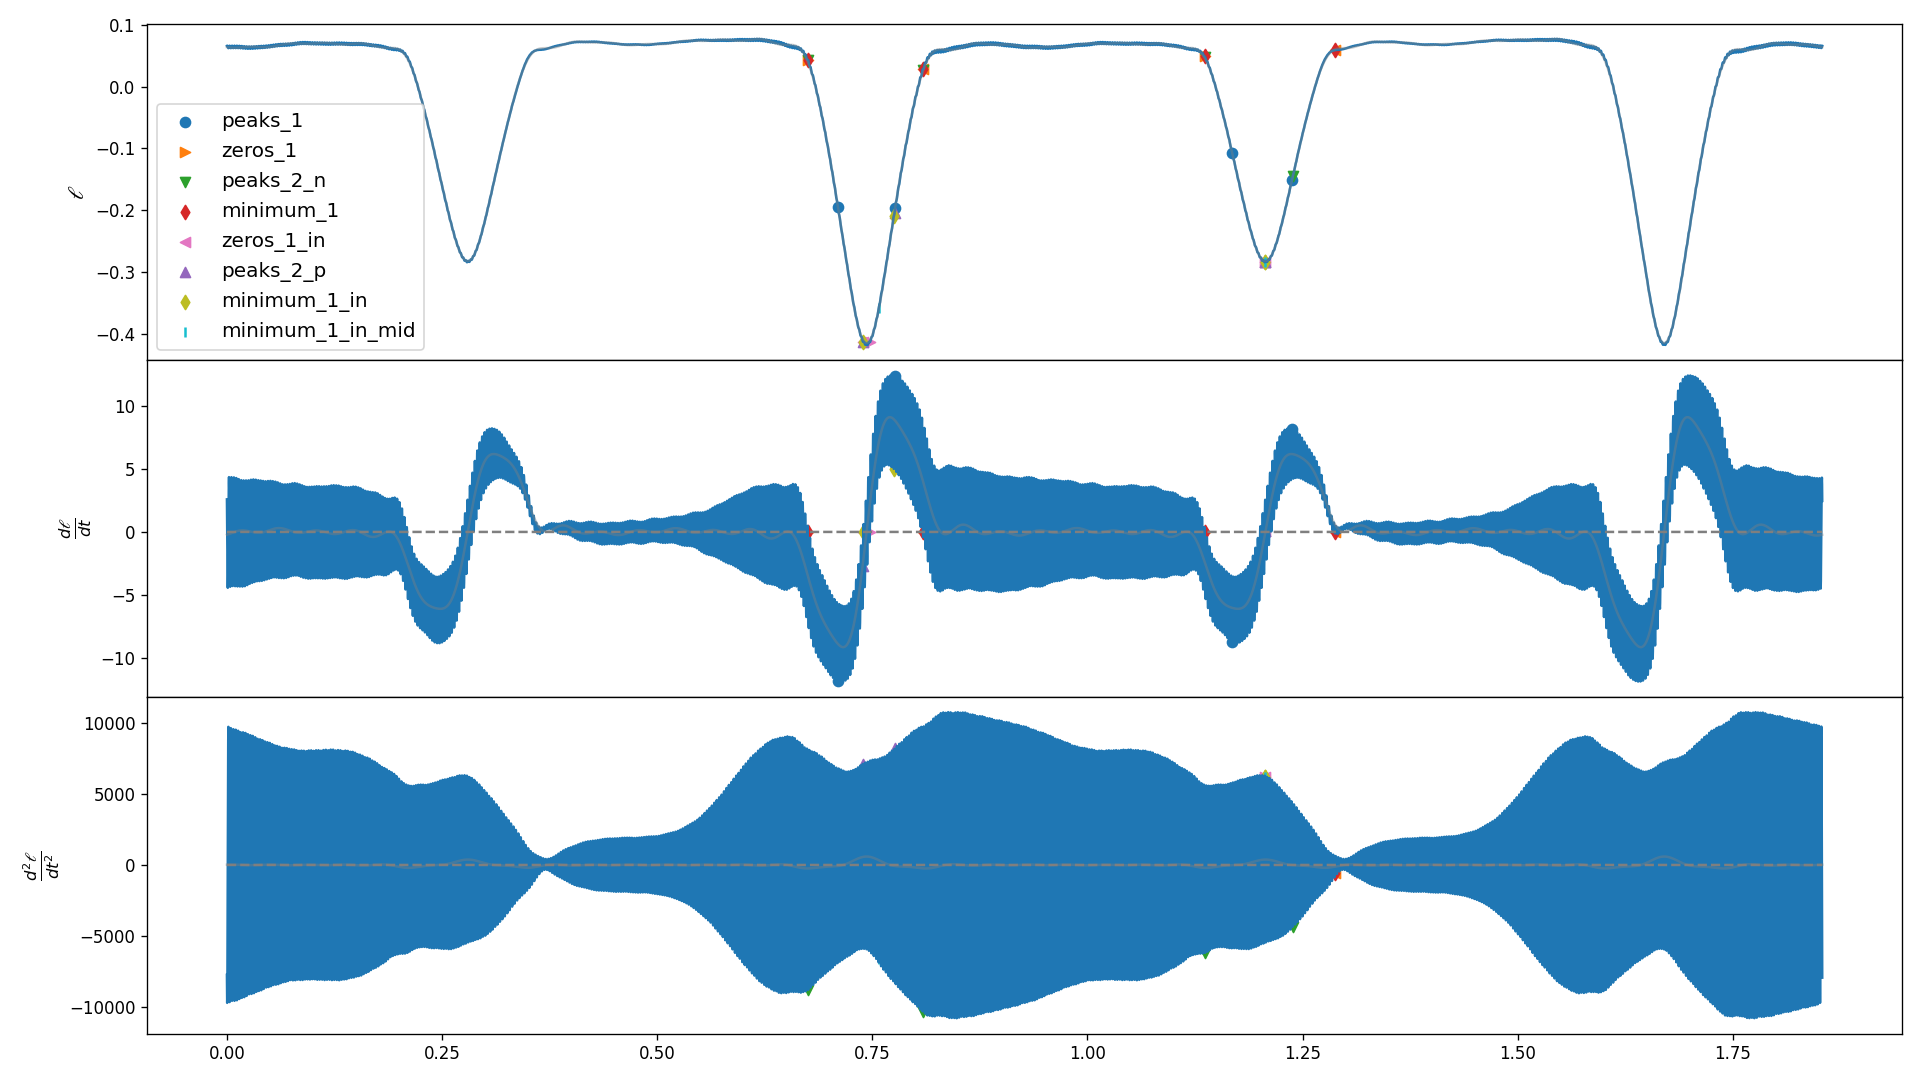 0.1
0.0
−0.1
−0.2
−0.3
−0.4
ℓ
peaks_1
zeros_1
peaks_2_n
minimum_1
zeros_1_in
peaks_2_p
minimum_1_in
minimum_1_in_mid
10
5
0
−5
−10
dℓ
dt
10000
5000
0
−5000
−10000
d²ℓ
dt²
0.00 0.25 0.50 0.75 1.00 1.25 1.50 1.75